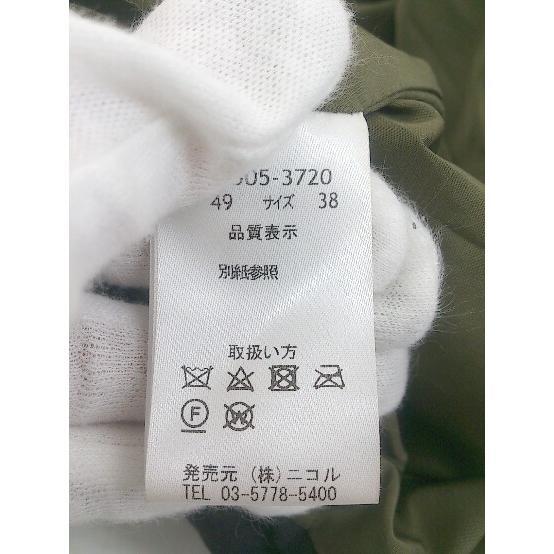 05-3720
49 サイズ 38
品質表示
別紙参照
取扱い方
F W
発売元 (株)ニコル
TEL 03-5778-5400